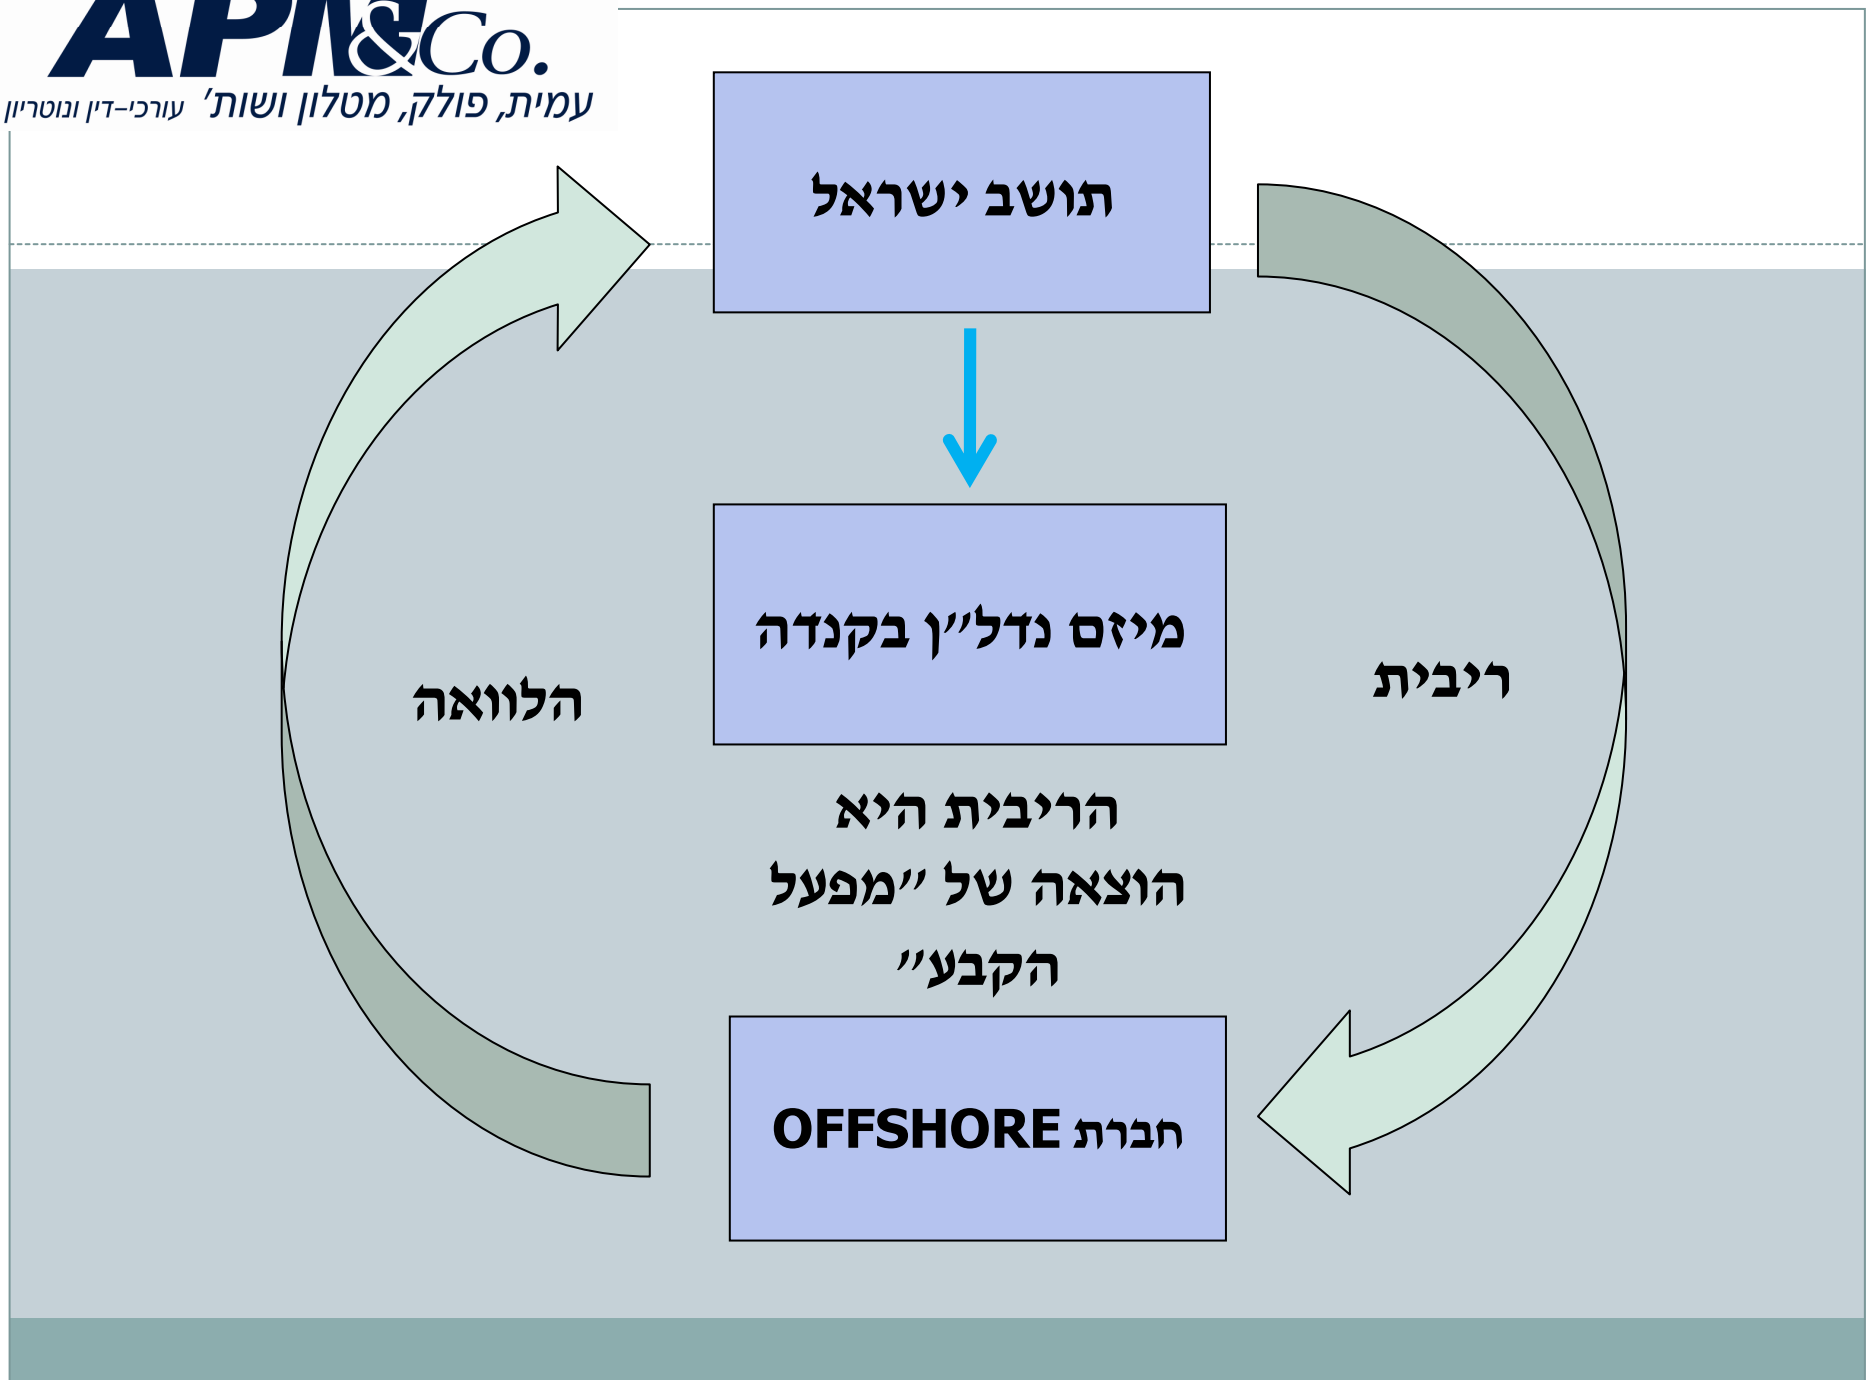 APM&Co.
עמית, פולק, מטלון ושות' עורכי-דין ונוטריון
תושב ישראל
מיזם נדל"ן בקנדה
ריבית
הלוואה
הריבית היא
הוצאה של "מפעל
הקבע"
חברת OFFSHORE